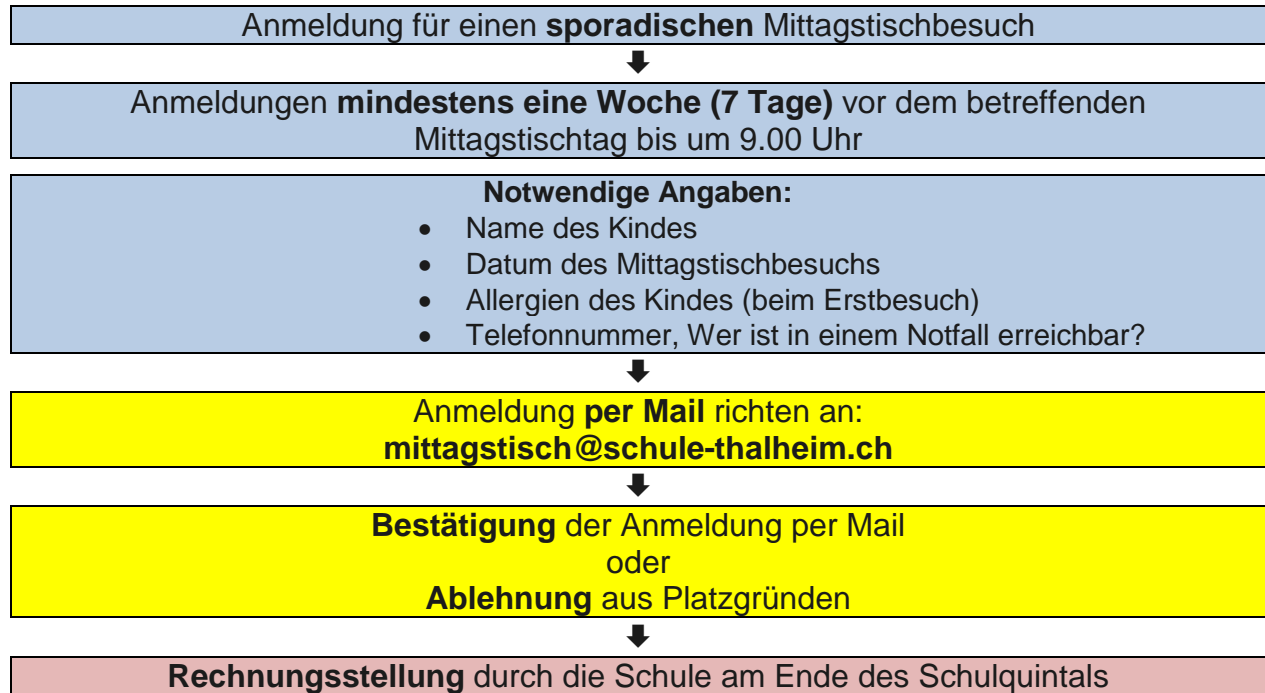 Anmeldung für einen sporadischen Mittagstischbesuch
Anmeldungen mindestens eine Woche (7 Tage) vor dem betreffenden
Mittagstischtag bis um 9.00 Uhr
Notwendige Angaben:
• Name des Kindes
• Datum des Mittagstischbesuchs
• Allergien des Kindes (beim Erstbesuch)
• Telefonnummer, Wer ist in einem Notfall erreichbar?
Anmeldung per Mail richten an:
mittagstisch@schule-thalheim.ch
Bestätigung der Anmeldung per Mail
oder
Ablehnung aus Platzgründen
Rechnungsstellung durch die Schule am Ende des Schulquintals